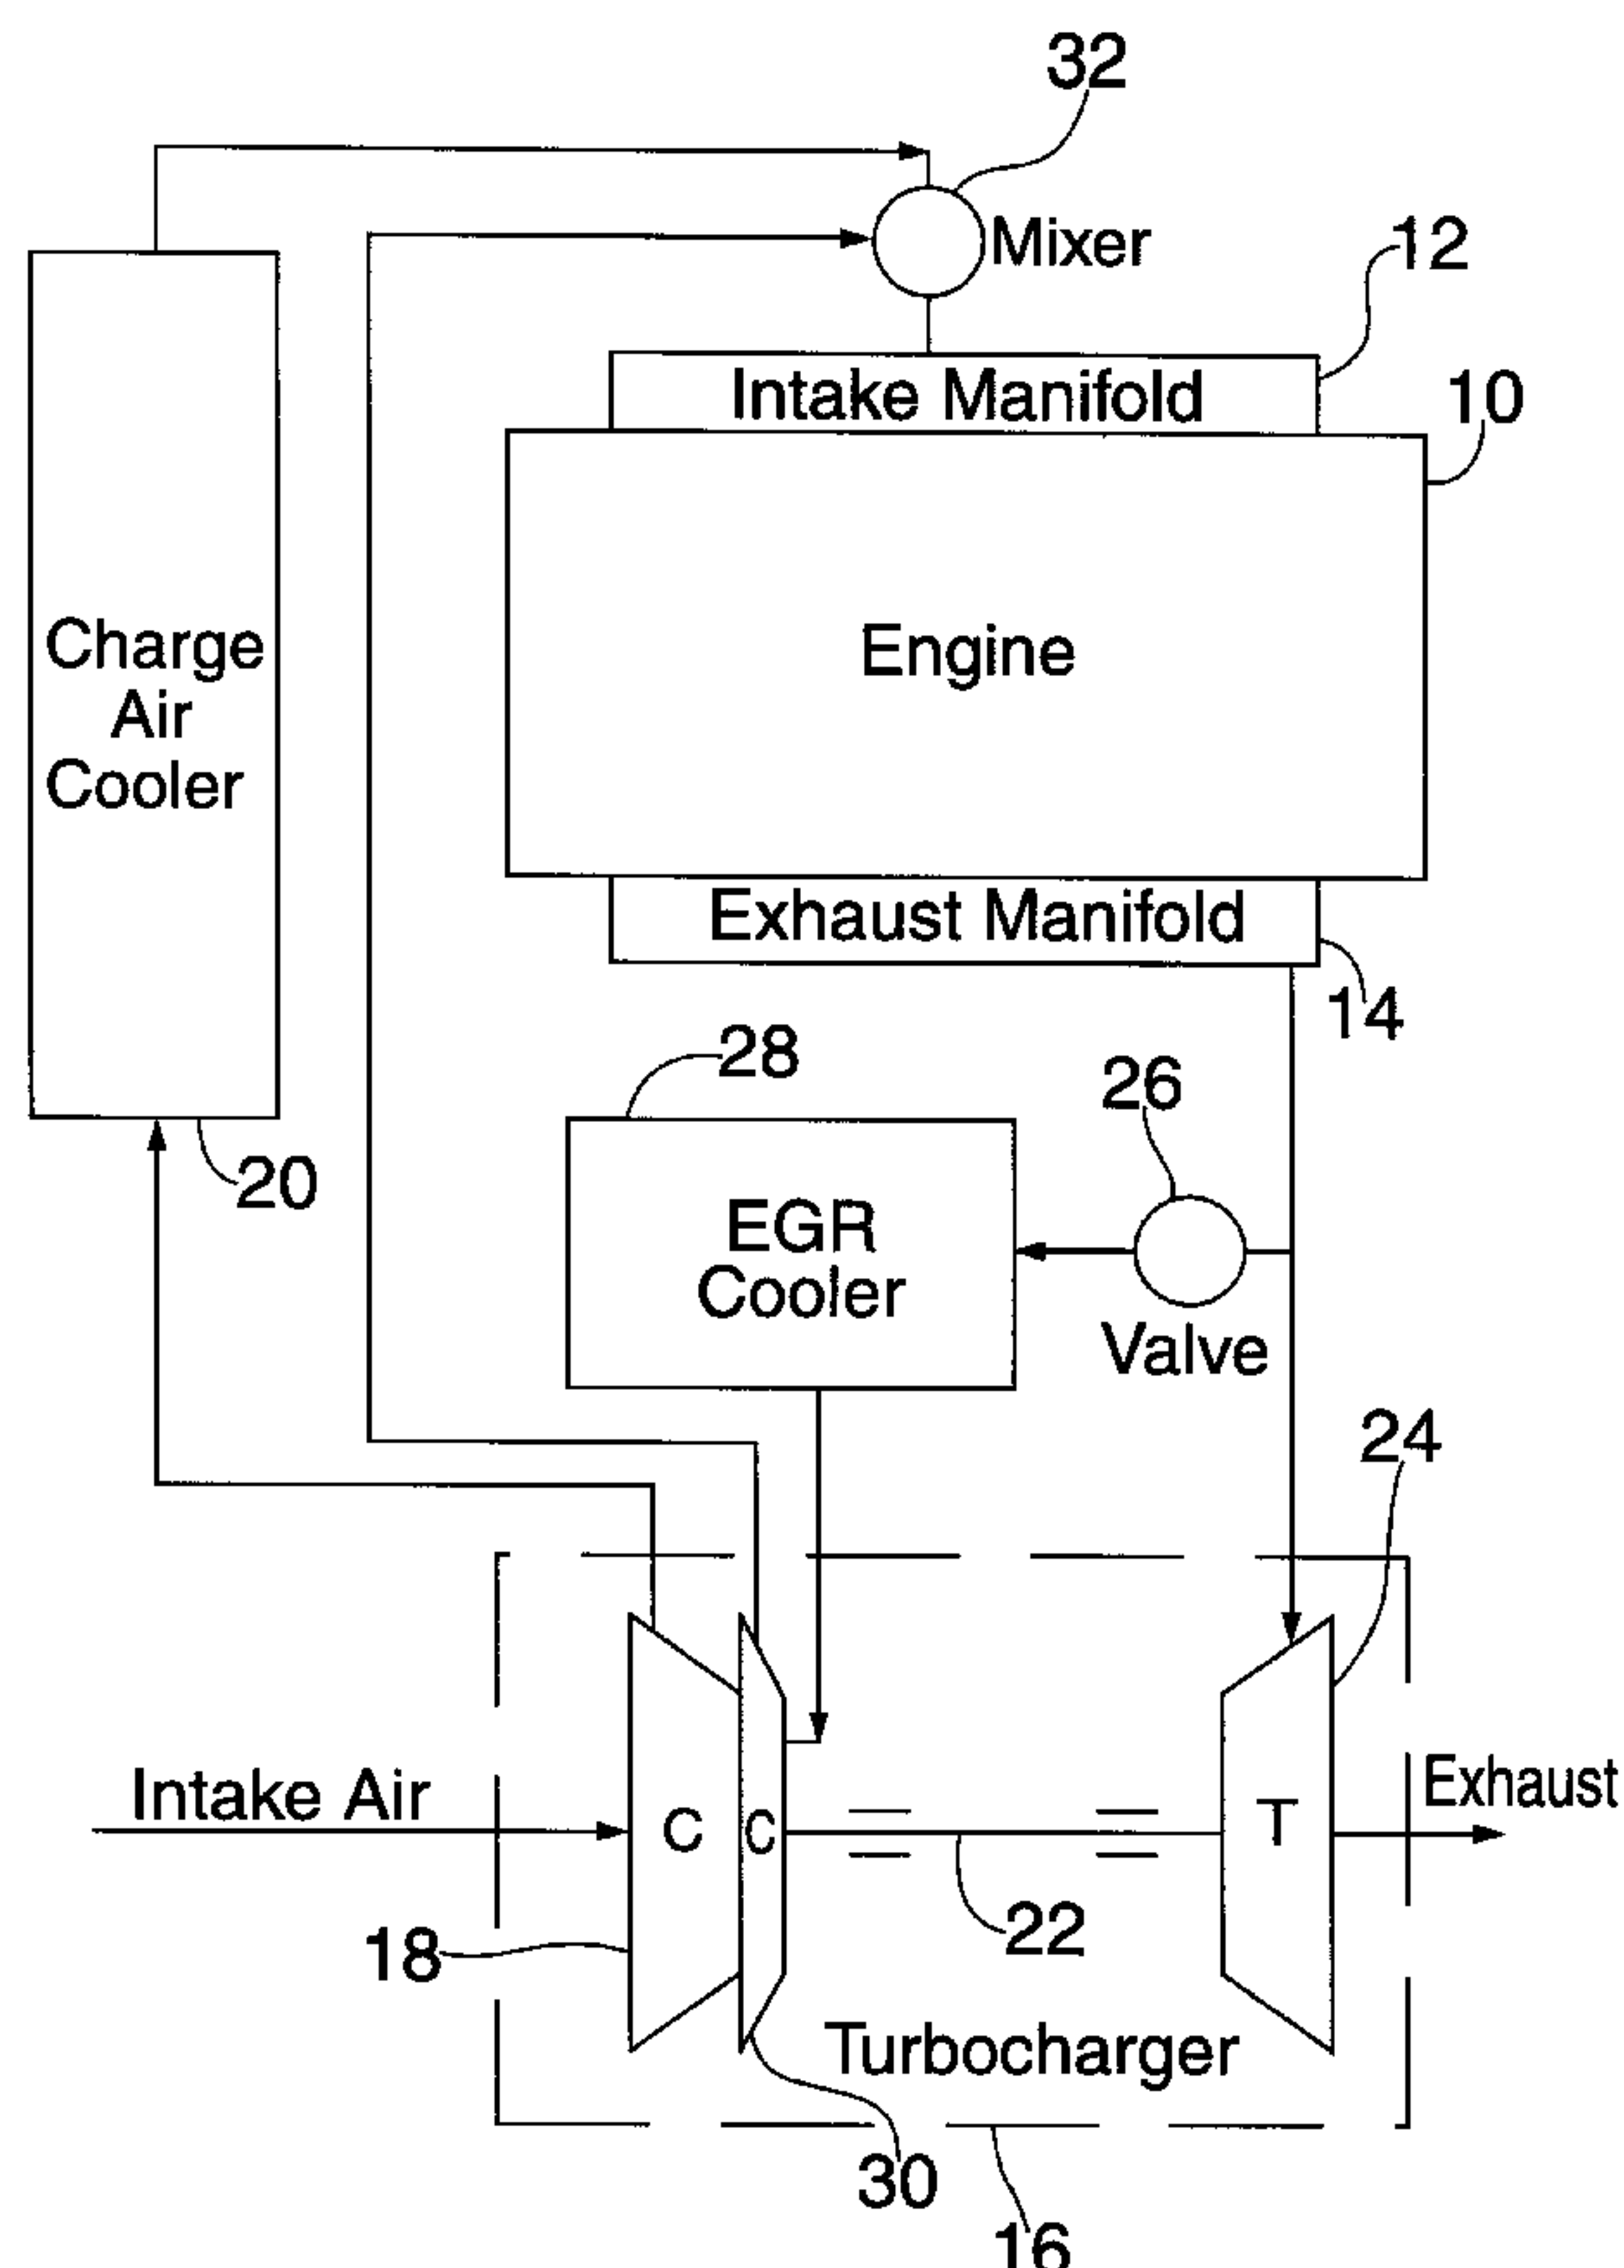 32
Mixer
12
Intake Manifold
10
Charge
Air
Cooler
Engine
Exhaust Manifold
14
28
26
20
EGR
Cooler
Valve
24
Intake Air
C
C
T
Exhaust
22
18
Turbocharger
30
16